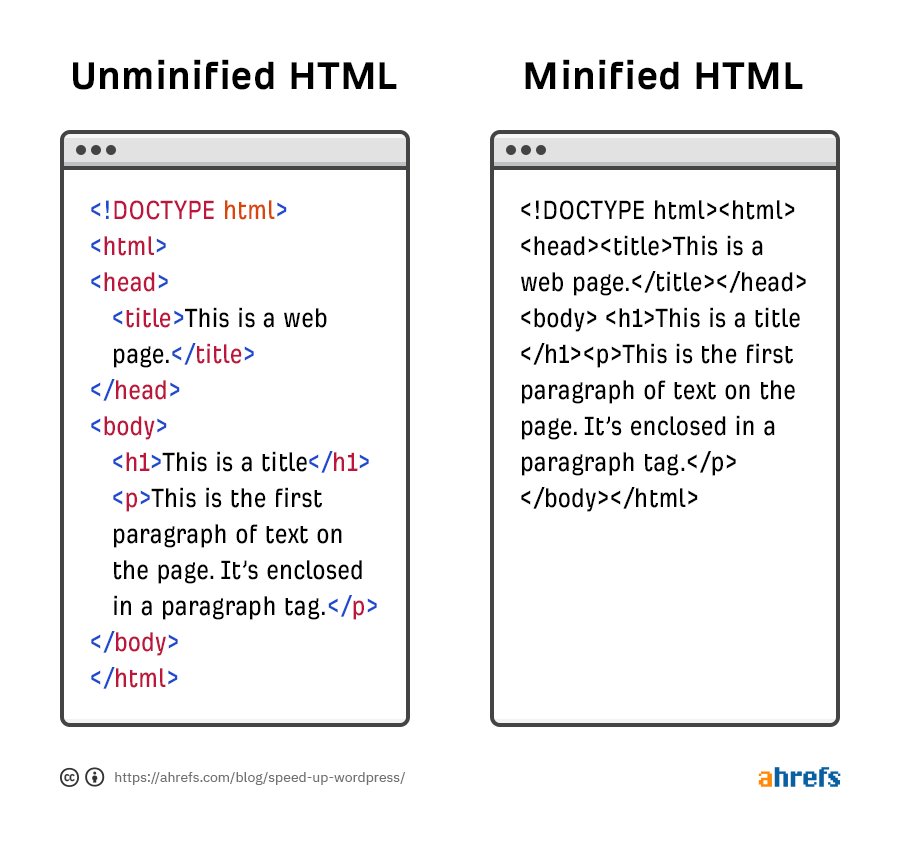 Unminified HTML
<!DOCTYPE html>
<html>
<head>
<title>This is a web
page.</title>
</head>
<body>
<h1>This is a title</h1>
<p>This is the first
paragraph of text on
the page. It’s enclosed
in a paragraph tag.</p>
</body>
</html>
Minified HTML
<!DOCTYPE html><html>
<head><title>This is a
web page.</title></head>
<body> <h1>This is a title
</h1><p>This is the first
paragraph of text on the
page. It’s enclosed in a
paragraph tag.</p>
</body></html>
cc https://ahrefs.com/blog/speed-up-wordpress/
ahrefs